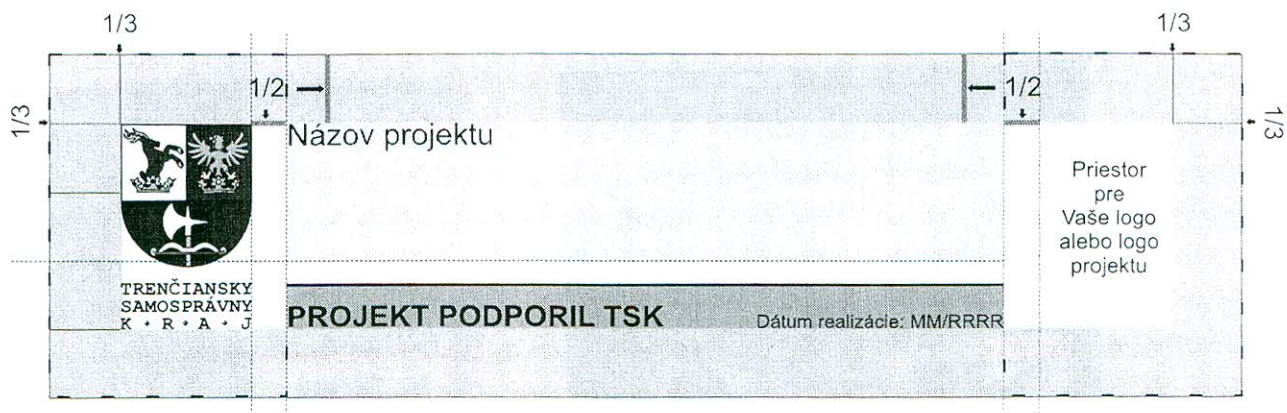 1/3
1/3
1/2
1/2
1/3
1/3
Názov projektu
Priestor
pre
Vaše logo
alebo logo
projektu
TRENČIANSKY
SAMOSPRÁVNY
K • R • A • J
PROJEKT PODPORIL TSK
Dátum realizácie: MM/RRRR